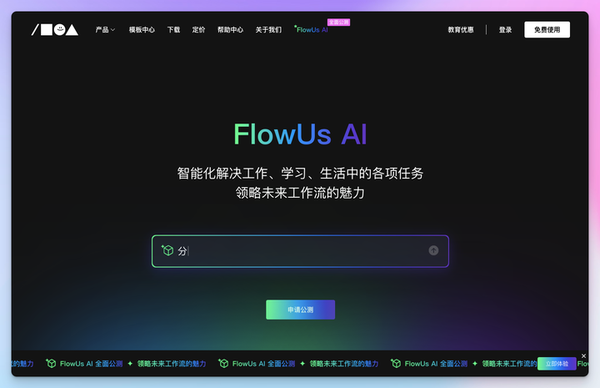 产品
模板中心
下载
定价
帮助中心
关于我们
FlowUs AI
全面公测
教育优惠
登录
免费使用
FlowUs AI
智能化解决工作、学习、生活中的各项任务
领略未来工作流的魅力
分
申请公测
的魅力 FlowUs AI 全面公测 ✦ 领略未来工作流的魅力 FlowUs AI 全面公测 ✦ 领略未来工作流的魅力 FlowUs AI 全面公测 ✦ 领略未来工作流的 Flow
立即体验